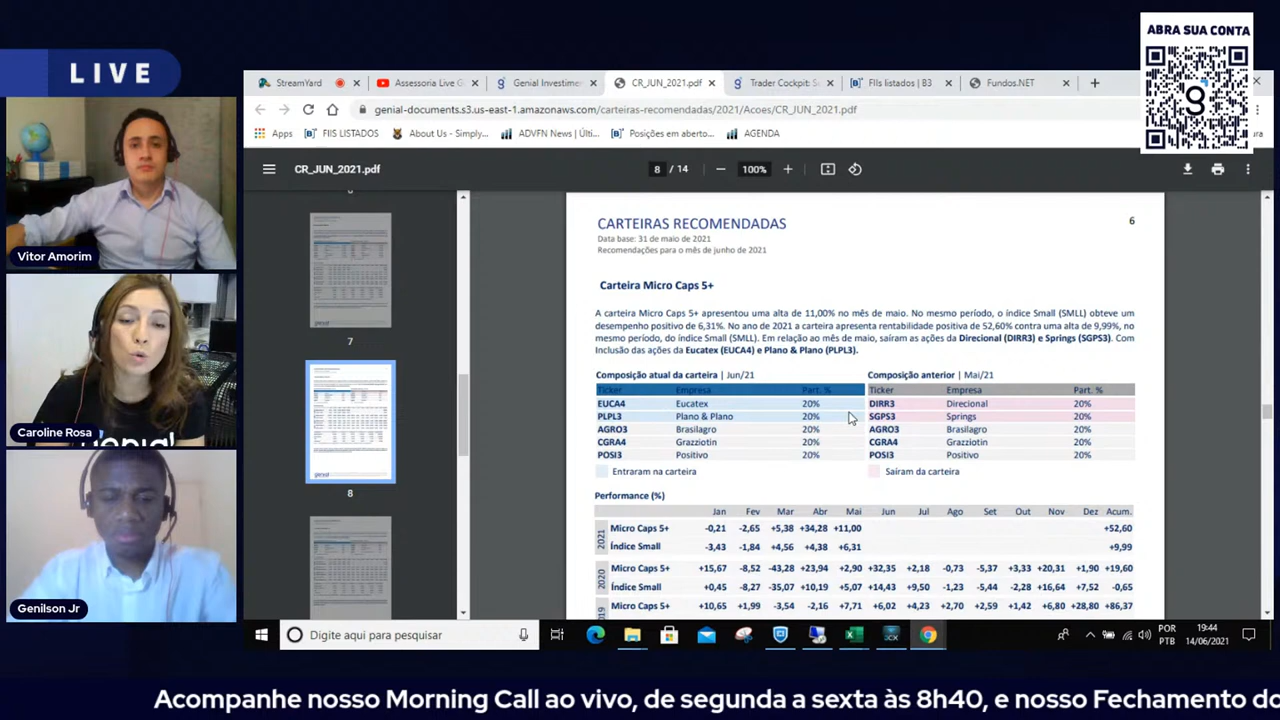 ABRA SUA CONTA
LIVE
StreamYard
Assessoria Live G
Genial Investime
CR_JUN_2021.pdf
Trader Cockpit: S
FIIs listados | B3
Fundos.NET
genial-documents.s3.us-east-1.amazonaws.com/carteiras-recomendadas/2021/Acoes/CR_JUN_2021.pdf
Apps
FIIS LISTADOS
About Us - Simply...
ADVFN News | Últi...
Posições em aberto...
AGENDA
CR_JUN_2021.pdf
8 / 14
100%
7
8
Vitor Amorim
Caroline Rosa
Genilson Jr
CARTEIRAS RECOMENDADAS 6
Data base: 31 de maio de 2021
Recomendações para o mês de junho de 2021
Carteira Micro Caps 5+
A carteira Micro Caps 5+ apresentou uma alta de 11,00% no mês de maio. No mesmo período, o índice Small (SMLL) obteve um
desempenho positivo de 6,31%. No ano de 2021 a carteira apresenta rentabilidade positiva de 52,60% contra uma alta de 9,99%, no
mesmo período, do índice Small (SMLL). Em relação ao mês de maio, saíram as ações da Direcional (DIRR3) e Springs (SGPS3). Com
Inclusão das ações da Eucatex (EUCA4) e Plano & Plano (PLPL3).
Composição atual da carteira | Jun/21
Ticker Empresa Part. %
EUCA4 Eucatex 20%
PLPL3 Plano & Plano 20%
AGRO3 Brasilagro 20%
CGRA4 Grazziotin 20%
POSI3 Positivo 20%
Entraram na carteira
Composição anterior | Mai/21
Ticker Empresa Part. %
DIRR3 Direcional 20%
SGPS3 Springs 20%
AGRO3 Brasilagro 20%
CGRA4 Grazziotin 20%
POSI3 Positivo 20%
Saíram da carteira
Performance (%)
Jan Fev Mar Abr Mai Jun Jul Ago Set Out Nov Dez Acum.
2021
Micro Caps 5+ -0,21 -2,65 +5,38 +34,28 +11,00 +52,60
Índice Small -3,43 -1,84 +4,56 +4,38 +6,31 +9,99
2020
Micro Caps 5+ +15,67 -8,52 -43,28 +23,94 +2,90 +32,35 +2,18 -0,73 -5,37 +3,33 +20,31 +1,90 +19,60
Índice Small +0,45 -8,27 -35,07 +10,19 +5,07 +14,43 +9,50 -1,23 -5,44 -2,28 +16,64 +7,52 -0,65
Micro Caps 5+ +10,65 +1,99 -3,54 -2,16 +7,71 +6,02 +4,23 +2,70 +2,59 +1,42 +6,80 +28,80 +86,37
Digite aqui para pesquisar
POR
PTB
19:44
14/06/2021
Acompanhe nosso Morning Call ao vivo, de segunda a sexta às 8h40, e nosso Fechamento do